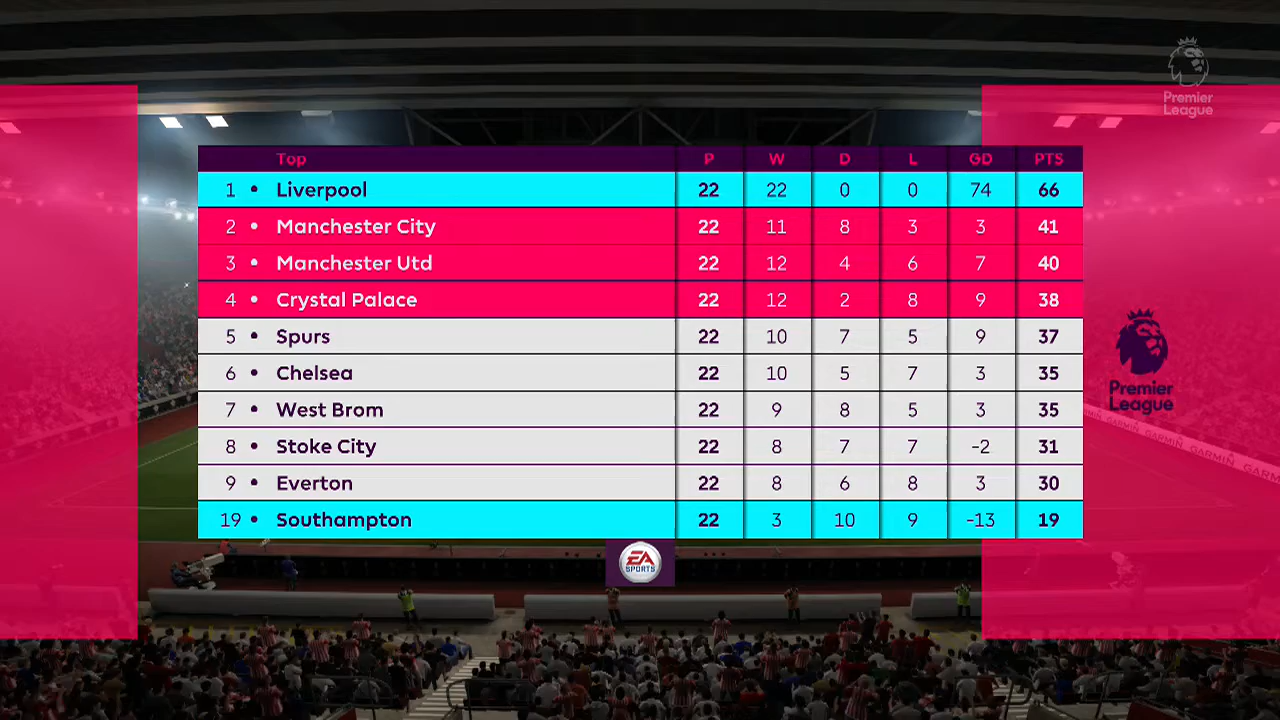 Premier
League
Top P W D L GD PTS
1 • Liverpool 22 22 0 0 74 66
2 • Manchester City 22 11 8 3 3 41
3 • Manchester Utd 22 12 4 6 7 40
4 • Crystal Palace 22 12 2 8 9 38
5 • Spurs 22 10 7 5 9 37
6 • Chelsea 22 10 5 7 3 35
7 • West Brom 22 9 8 5 3 35
8 • Stoke City 22 8 7 7 -2 31
9 • Everton 22 8 6 8 3 30
19 • Southampton 22 3 10 9 -13 19
Premier
League
GARMIN GARMIN GARMIN
EA
SPORTS